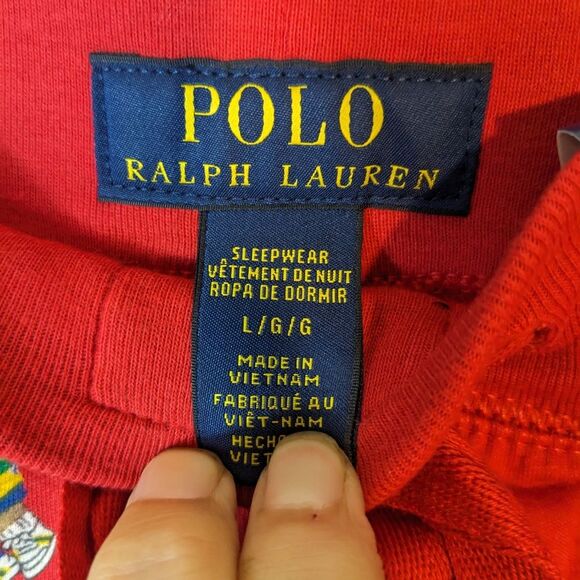 POLO
RALPH LAUREN
SLEEPWEAR
VÊTEMENT DE NUIT
ROPA DE DORMIR
L/G/G
MADE IN
VIETNAM
FABRIQUÉ AU
VIÊT-NAM